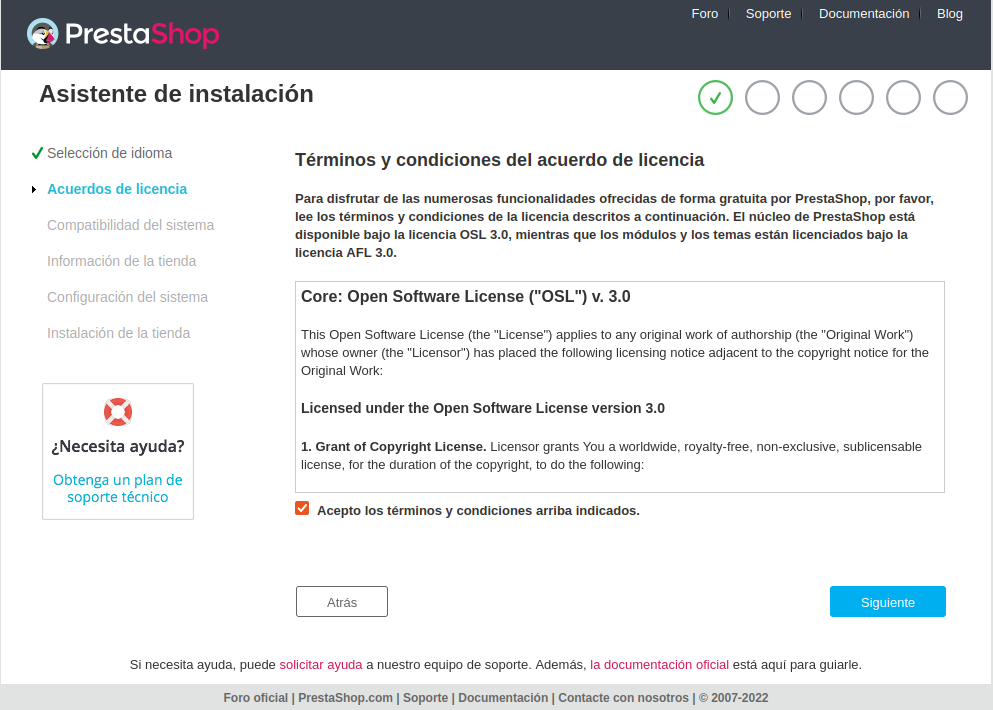 PrestaShop
Foro
Soporte
Documentación
Blog
Asistente de instalación
Selección de idioma
Acuerdos de licencia
Compatibilidad del sistema
Información de la tienda
Configuración del sistema
Instalación de la tienda
¿Necesita ayuda?
Obtenga un plan de
soporte técnico
Términos y condiciones del acuerdo de licencia
Para disfrutar de las numerosas funcionalidades ofrecidas de forma gratuita por PrestaShop, por favor,
lee los términos y condiciones de la licencia descritos a continuación. El núcleo de PrestaShop está
disponible bajo la licencia OSL 3.0, mientras que los módulos y los temas están licenciados bajo la
licencia AFL 3.0.
Core: Open Software License ("OSL") v. 3.0
This Open Software License (the "License") applies to any original work of authorship (the "Original Work")
whose owner (the "Licensor") has placed the following licensing notice adjacent to the copyright notice for the
Original Work:
Licensed under the Open Software License version 3.0
1. Grant of Copyright License. Licensor grants You a worldwide, royalty-free, non-exclusive, sublicensable
license, for the duration of the copyright, to do the following:
Acepto los términos y condiciones arriba indicados.
Atrás
Siguiente
Si necesita ayuda, puede solicitar ayuda a nuestro equipo de soporte. Además, la documentación oficial está aquí para guiarle.
Foro oficial | PrestaShop.com | Soporte | Documentación | Contacte con nosotros | © 2007-2022